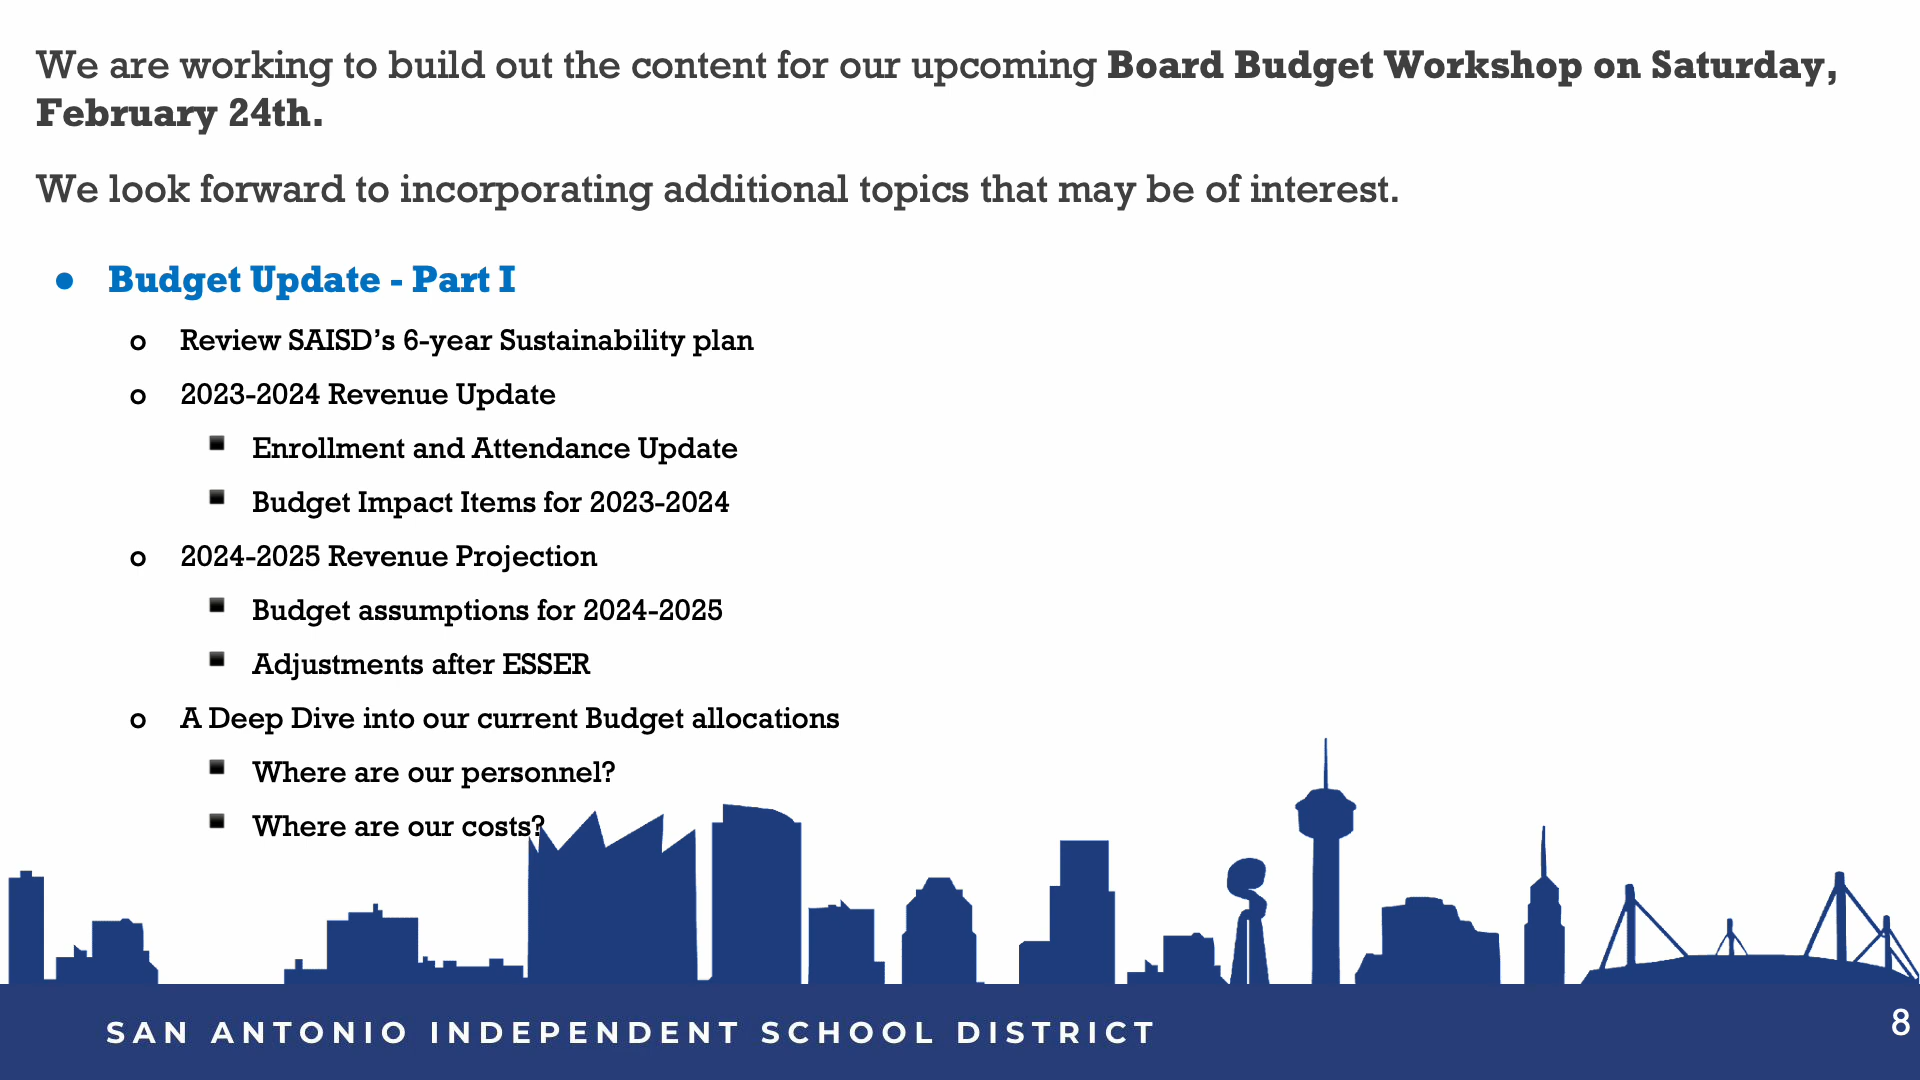 We are working to build out the content for our upcoming Board Budget Workshop on Saturday,
February 24th.
We look forward to incorporating additional topics that may be of interest.
● Budget Update - Part I
o Review SAISD’s 6-year Sustainability plan
o 2023-2024 Revenue Update
▪ Enrollment and Attendance Update
▪ Budget Impact Items for 2023-2024
o 2024-2025 Revenue Projection
▪ Budget assumptions for 2024-2025
▪ Adjustments after ESSER
o A Deep Dive into our current Budget allocations
▪ Where are our personnel?
▪ Where are our costs?
SAN ANTONIO INDEPENDENT SCHOOL DISTRICT
8